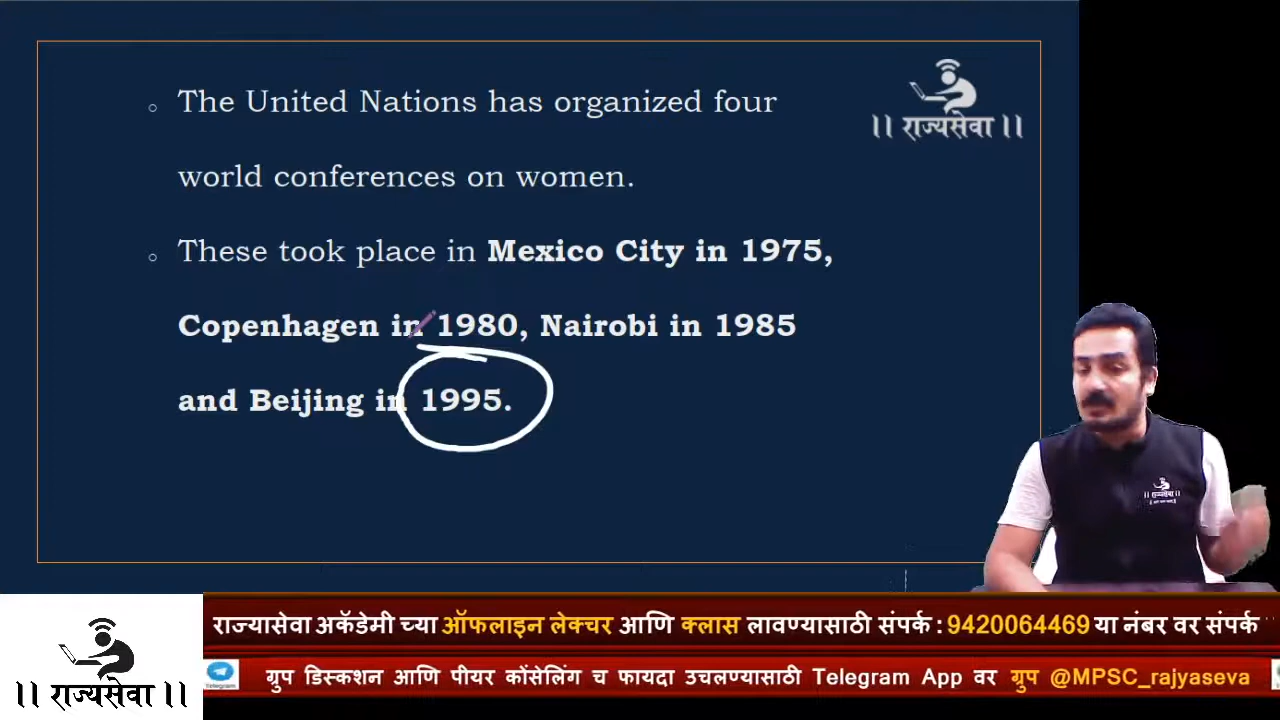 The United Nations has organized four
|| राज्यसेवा ||
world conferences on women.
These took place in Mexico City in 1975,
Copenhagen in 1980, Nairobi in 1985
and Beijing in 1995.
राज्यासेवा अकॅडेमी च्या ऑफलाइन लेक्चर आणि क्लास लावण्यासाठी संपर्क : 9420064469 या नंबर वर संपर्क
|| राज्यसेवा ||
Telegram
ग्रुप डिस्कशन आणि पीयर कोंसेलिंग च फायदा उचलण्यासाठी Telegram App वर ग्रुप @MPSC_rajyaseva